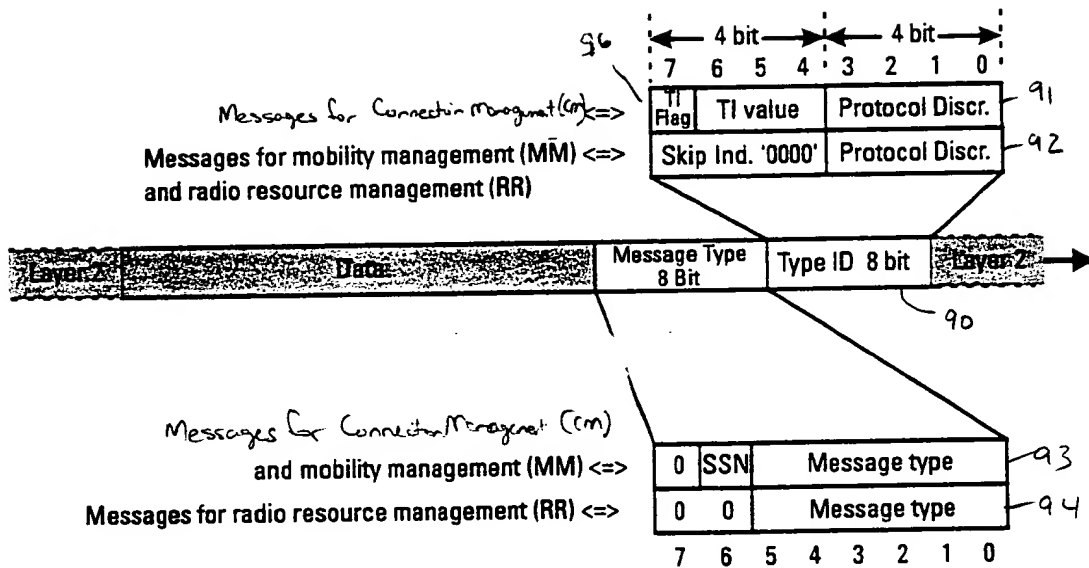 4 bit 4 bit
96
7 6 5 4 3 2 1 0
Messages for Connection Management (cm) <=> TI Flag TI value Protocol Discr. 91
Messages for mobility management (MM) <=> Skip Ind. '0000' Protocol Discr. 92
and radio resource management (RR)
Layer 2 Data Message Type 8 Bit Type ID 8 bit Layer 2
90
Messages for Connection Management (cm)
and mobility management (MM) <=> 0 SSN Message type 93
Messages for radio resource management (RR) <=> 0 0 Message type 94
7 6 5 4 3 2 1 0